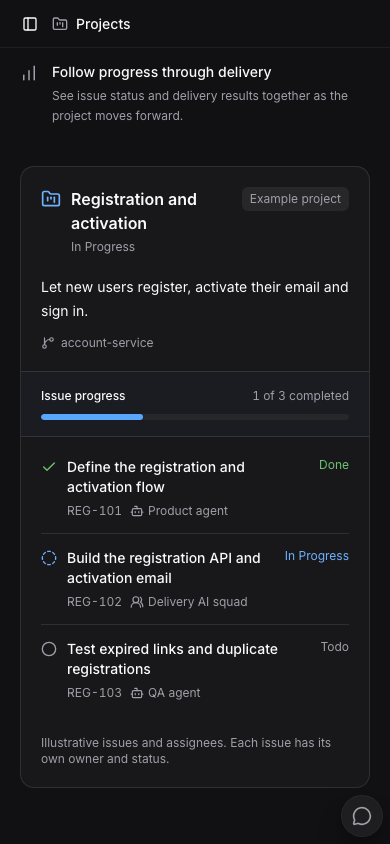 Projects
Follow progress through delivery
See issue status and delivery results together as the
project moves forward.
Registration and
activation
Example project
In Progress
Let new users register, activate their email and
sign in.
account-service
Issue progress
1 of 3 completed
Define the registration and
activation flow
Done
REG-101 Product agent
Build the registration API and
activation email
In Progress
REG-102 Delivery AI squad
Test expired links and duplicate
registrations
Todo
REG-103 QA agent
Illustrative issues and assignees. Each issue has its
own owner and status.